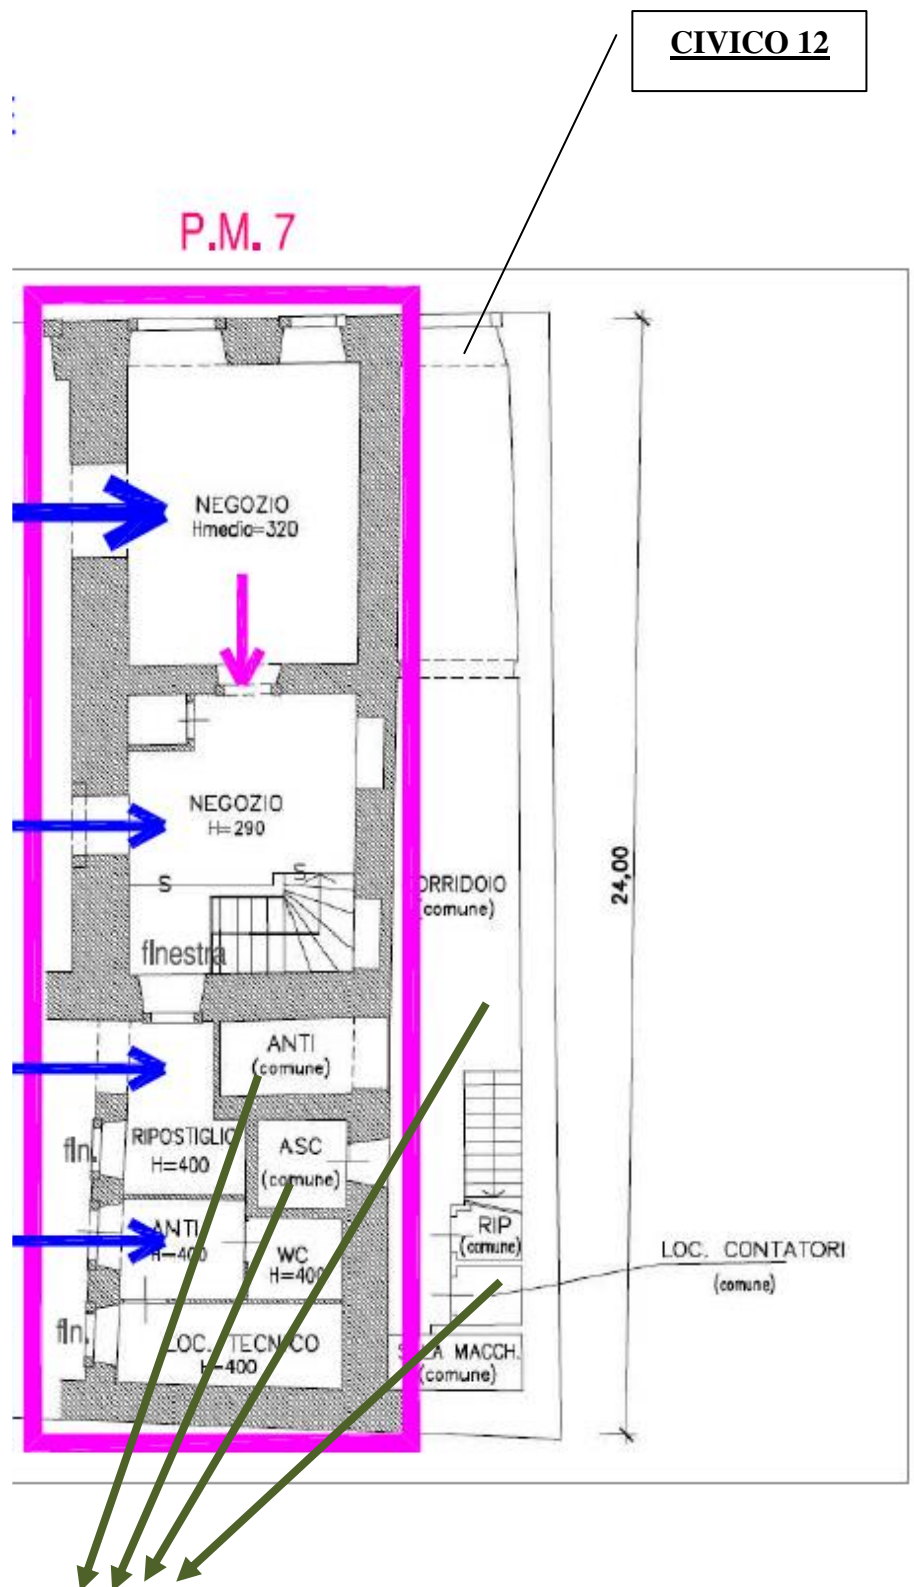 CIVICO 12
P.M. 7
NEGOZIO
Hmedio=320
NEGOZIO
H=290
S
S
finestra
ORRIDOIO
(comune)
24,00
ANTI
(comune)
RIPOSTIGLIO
H=400
fin.
ASC
(comune)
ANTI
H=400
WC
H=400
RIP
(comune)
LOC. CONTATORI
(comune)
fin.
LOC. TECNICO
H=400
MACCH.
(comune)